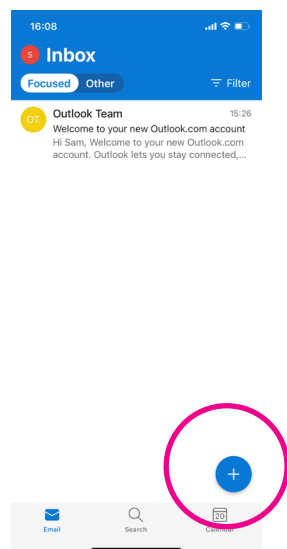 16:08
S Inbox
Focused Other Filter
OT Outlook Team 15:26
Welcome to your new Outlook.com account
Hi Sam, Welcome to your new Outlook.com
account. Outlook lets you stay connected,...
+
20
Email Search Calendar